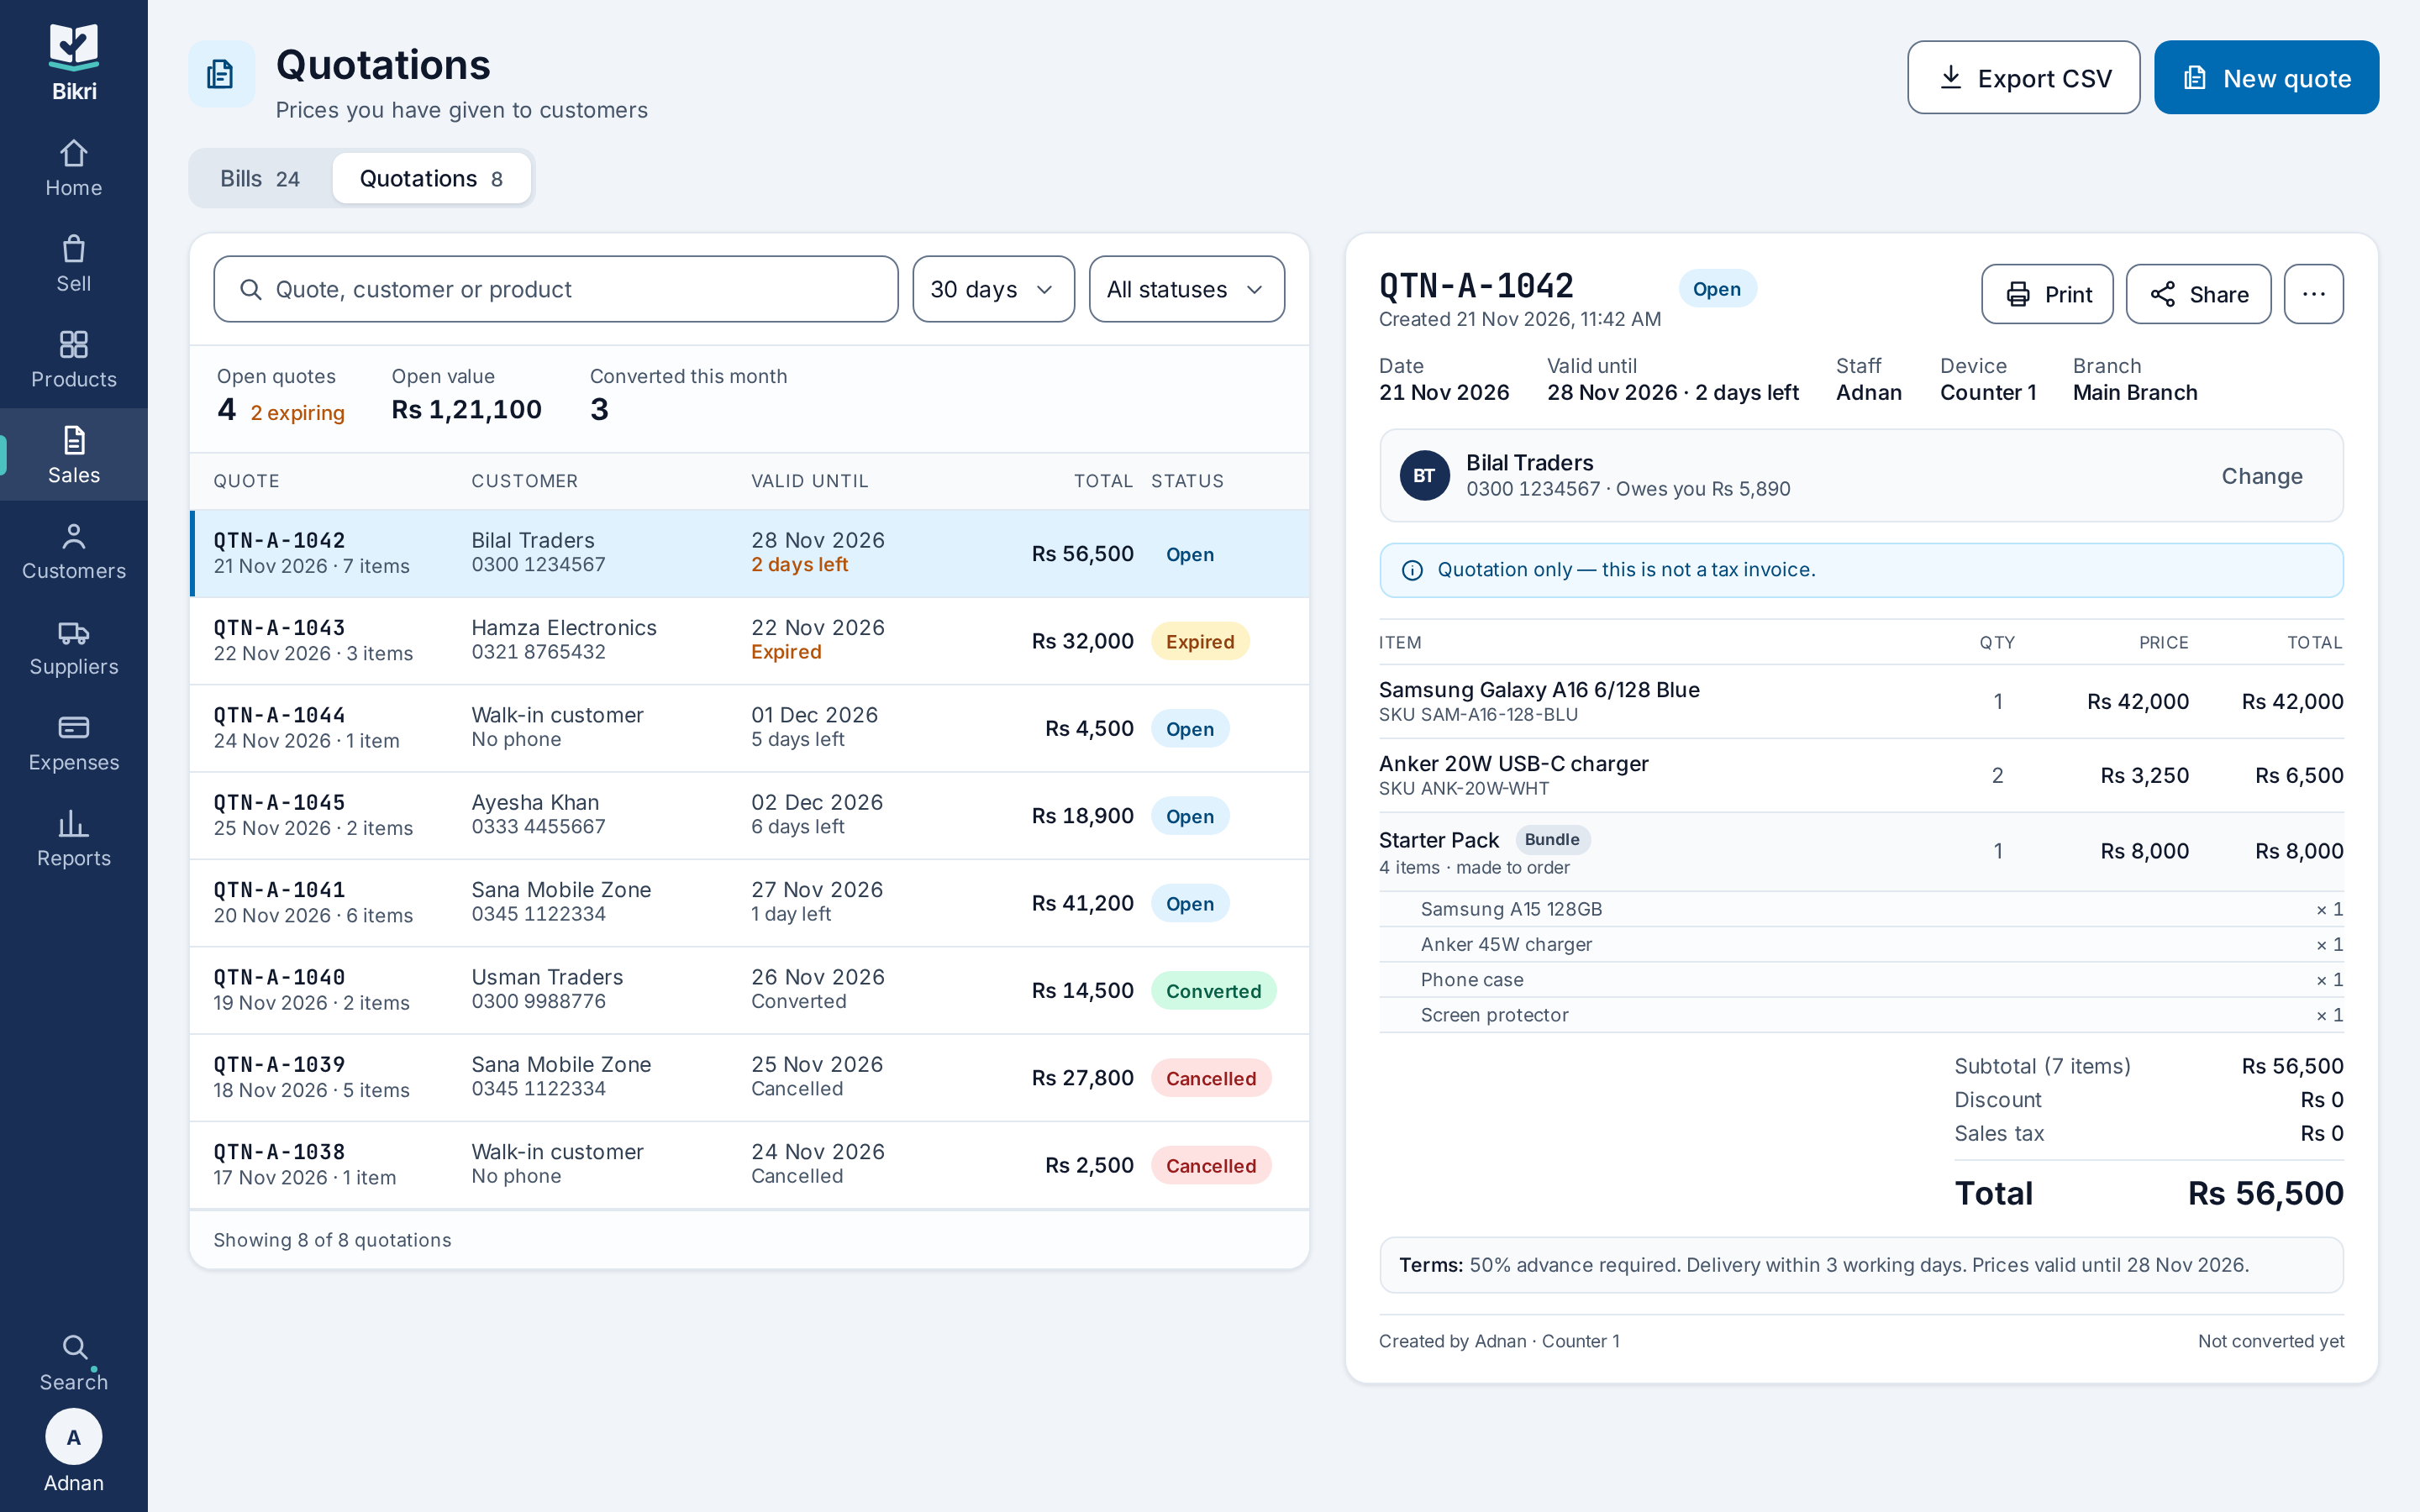 Bikri
Home
Sell
Products
Sales
Customers
Suppliers
Expenses
Reports
Search
A
Adnan
Quotations
Prices you have given to customers
Export CSV
New quote
Bills 24
Quotations 8
Quote, customer or product
30 days
All statuses
Open quotes
4 2 expiring
Open value
Rs 1,21,100
Converted this month
3
QUOTE CUSTOMER VALID UNTIL TOTAL STATUS
QTN-A-1042 Bilal Traders 28 Nov 2026 Rs 56,500 Open
21 Nov 2026 · 7 items 0300 1234567 2 days left
QTN-A-1043 Hamza Electronics 22 Nov 2026 Rs 32,000 Expired
22 Nov 2026 · 3 items 0321 8765432 Expired
QTN-A-1044 Walk-in customer 01 Dec 2026 Rs 4,500 Open
24 Nov 2026 · 1 item No phone 5 days left
QTN-A-1045 Ayesha Khan 02 Dec 2026 Rs 18,900 Open
25 Nov 2026 · 2 items 0333 4455667 6 days left
QTN-A-1041 Sana Mobile Zone 27 Nov 2026 Rs 41,200 Open
20 Nov 2026 · 6 items 0345 1122334 1 day left
QTN-A-1040 Usman Traders 26 Nov 2026 Rs 14,500 Converted
19 Nov 2026 · 2 items 0300 9988776 Converted
QTN-A-1039 Sana Mobile Zone 25 Nov 2026 Rs 27,800 Cancelled
18 Nov 2026 · 5 items 0345 1122334 Cancelled
QTN-A-1038 Walk-in customer 24 Nov 2026 Rs 2,500 Cancelled
17 Nov 2026 · 1 item No phone Cancelled
Showing 8 of 8 quotations
QTN-A-1042 Open
Created 21 Nov 2026, 11:42 AM
Print
Share
Date Valid until Staff Device Branch
21 Nov 2026 28 Nov 2026 · 2 days left Adnan Counter 1 Main Branch
BT
Bilal Traders
0300 1234567 · Owes you Rs 5,890
Change
Quotation only — this is not a tax invoice.
ITEM QTY PRICE TOTAL
Samsung Galaxy A16 6/128 Blue 1 Rs 42,000 Rs 42,000
SKU SAM-A16-128-BLU
Anker 20W USB-C charger 2 Rs 3,250 Rs 6,500
SKU ANK-20W-WHT
Starter Pack Bundle 1 Rs 8,000 Rs 8,000
4 items · made to order
Samsung A15 128GB × 1
Anker 45W charger × 1
Phone case × 1
Screen protector × 1
Subtotal (7 items) Rs 56,500
Discount Rs 0
Sales tax Rs 0
Total Rs 56,500
Terms: 50% advance required. Delivery within 3 working days. Prices valid until 28 Nov 2026.
Created by Adnan · Counter 1 Not converted yet